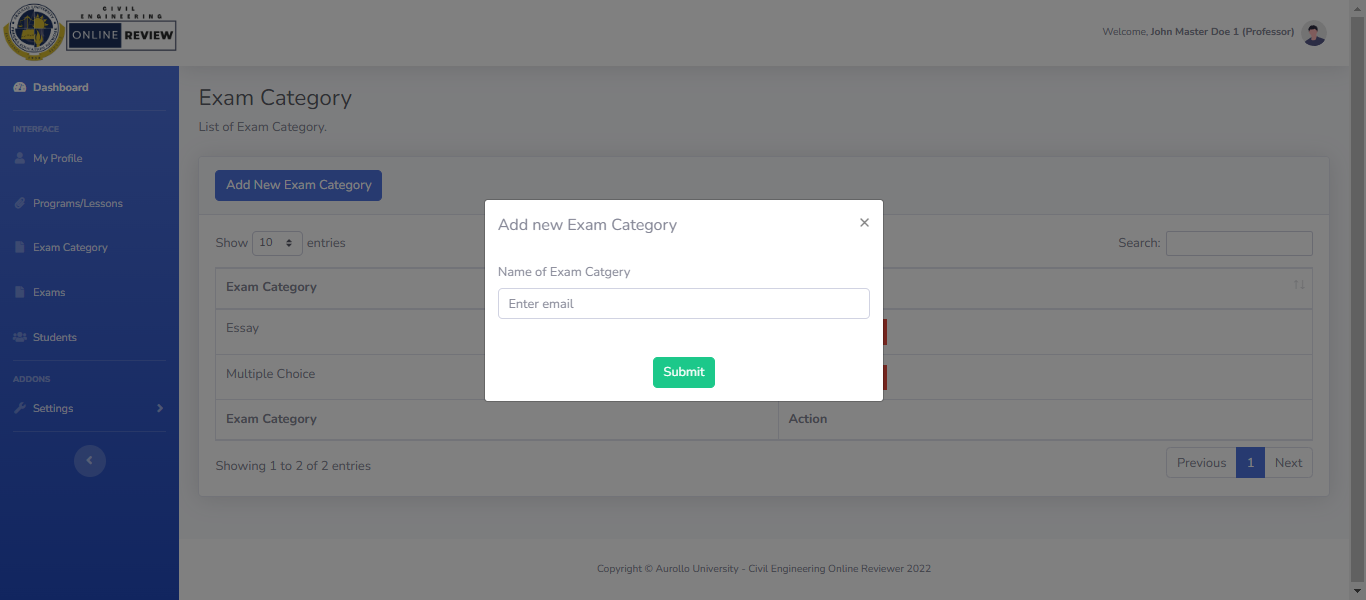 CIVIL
ENGINEERING
ONLINE REVIEW
Welcome, John Master Doe 1 (Professor)
Dashboard
INTERFACE
My Profile
Programs/Lessons
Exam Category
Exams
Students
ADDONS
Settings
Exam Category
List of Exam Category.
Add New Exam Category
Show 10 entries
Search:
Exam Category
Essay
Multiple Choice
Exam Category Action
Showing 1 to 2 of 2 entries
Previous 1 Next
Add new Exam Category ×
Name of Exam Catgery
Enter email
Submit
Copyright © Aurollo University - Civil Engineering Online Reviewer 2022